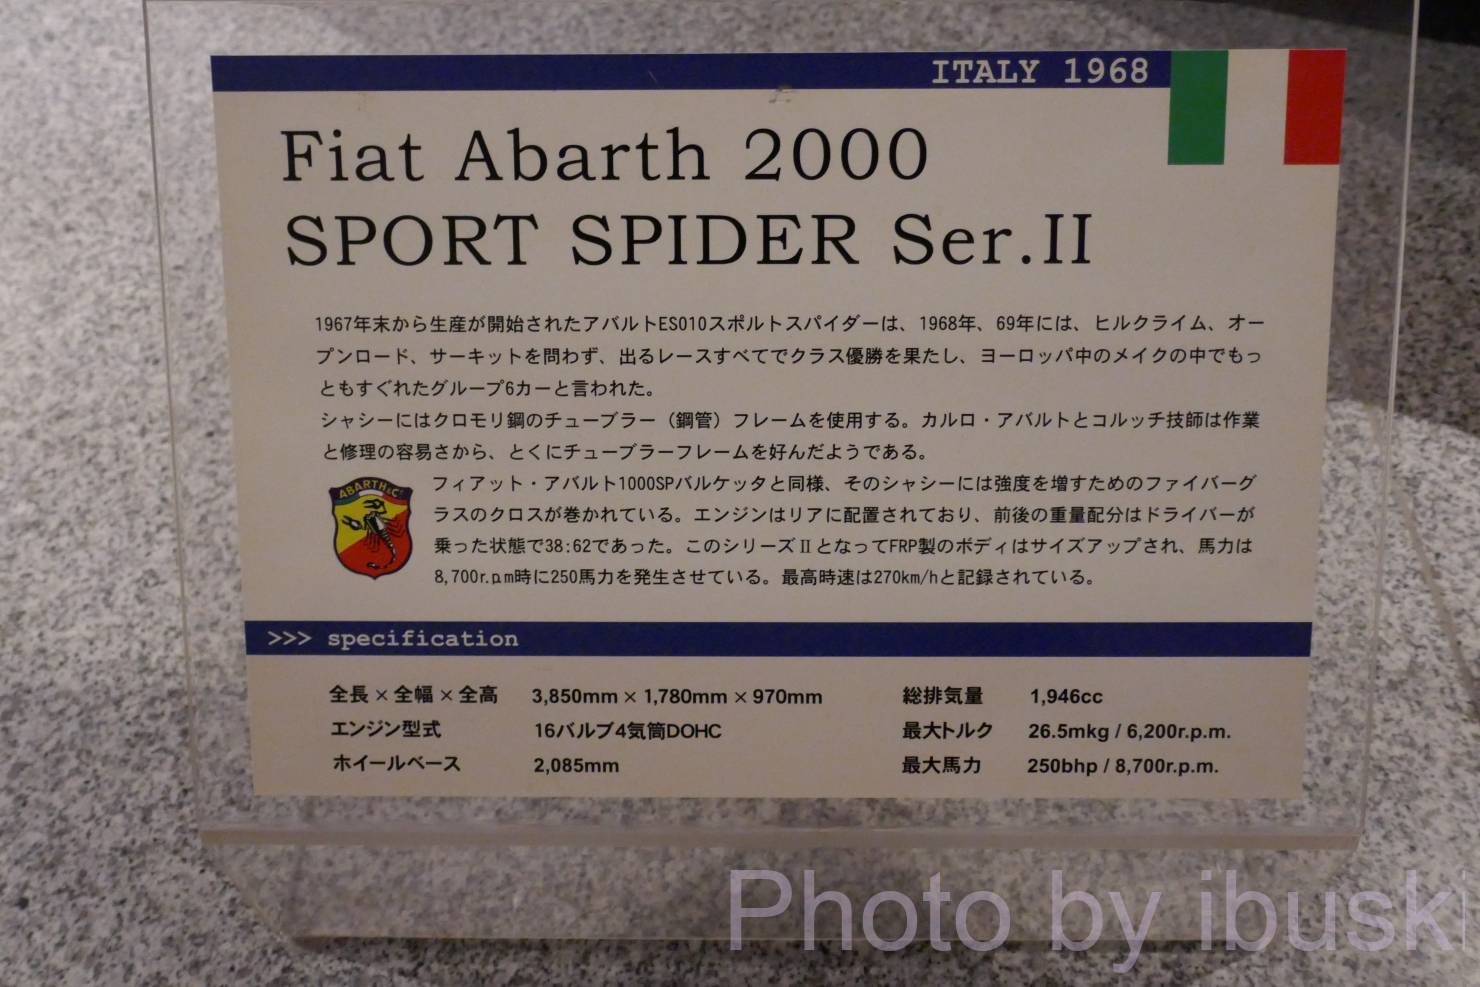 ITALY 1968
Fiat Abarth 2000
SPORT SPIDER Ser.II
1967年末から生産が開始されたアバルトES010スポルトスパイダーは、1968年、69年には、ヒルクライム、オー
プンロード、サーキットを問わず、出るレースすべてでクラス優勝を果たし、ヨーロッパ中のメイクの中でもっ
ともすぐれたグループ6カーと言われた。
シャシーにはクロモリ鋼のチューブラー（鋼管）フレームを使用する。カルロ・アバルトとコルッチ技師は作業
と修理の容易さから、とくにチューブラーフレームを好んだようである。
ABARTH & C°
フィアット・アバルト1000SPバルケッタと同様、そのシャシーには強度を増すためのファイバーグ
ラスのクロスが巻かれている。エンジンはリアに配置されており、前後の重量配分はドライバーが
乗った状態で38:62であった。このシリーズⅡとなってFRP製のボディはサイズアップされ、馬力は
8,700r.p.m時に250馬力を発生させている。最高時速は270km/hと記録されている。
>>> specification
全長×全幅×全高 3,850mm×1,780mm×970mm 総排気量 1,946cc
エンジン型式 16バルブ4気筒DOHC 最大トルク 26.5mkg / 6,200r.p.m.
ホイールベース 2,085mm 最大馬力 250bhp / 8,700r.p.m.
Photo by ibuski